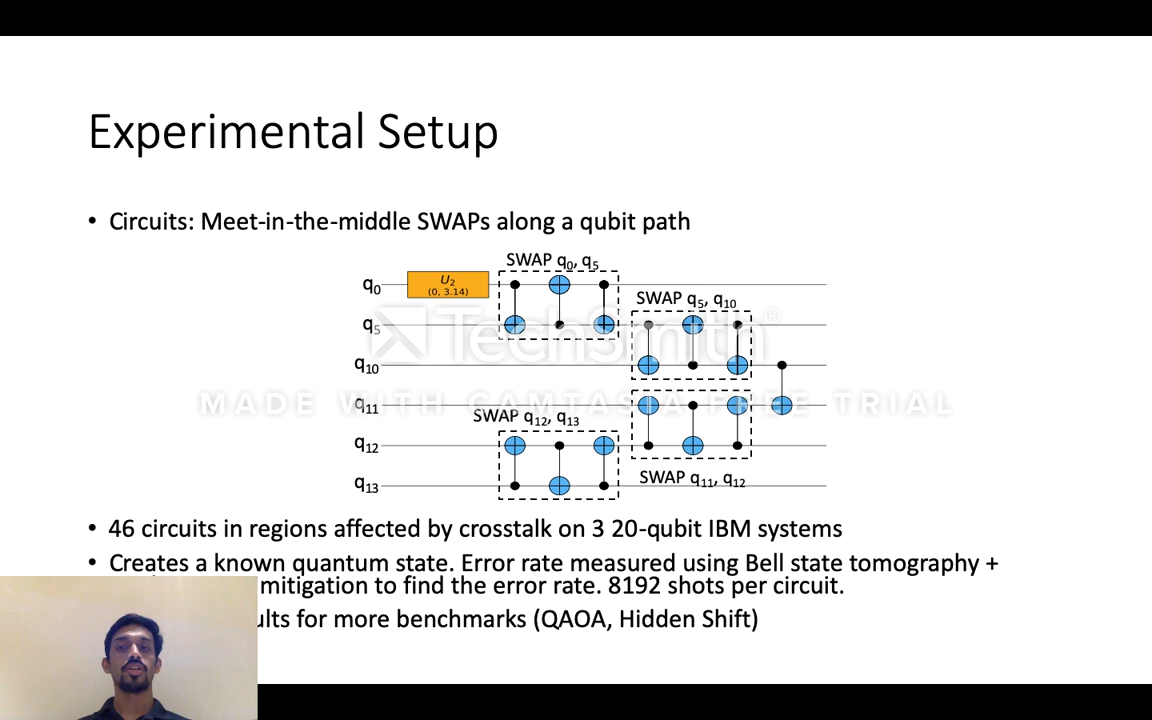 Experimental Setup
• Circuits: Meet-in-the-middle SWAPs along a qubit path
SWAP q0, q5
q0
U2
(0, 3.14)
SWAP q5, q10
q5
TechSmith®
q10
MADE WITH CAMTASIA FREE TRIAL
q11
SWAP q12, q13
q12
SWAP q11, q12
q13
• 46 circuits in regions affected by crosstalk on 3 20-qubit IBM systems
• Creates a known quantum state. Error rate measured using Bell state tomography +
mitigation to find the error rate. 8192 shots per circuit.
for more benchmarks (QAOA, Hidden Shift)